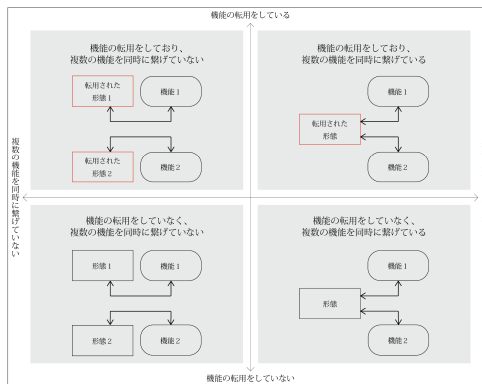 機能の転用をしている
機能の転用をしており、
複数の機能を同時に繋げていない
転用された
形態1
機能1
転用された
形態2
機能2
機能の転用をしており、
複数の機能を同時に繋げている
機能1
転用された
形態
機能2
複数の機能を同時に繋げていない
機能の転用をしていなく、
複数の機能を同時に繋げていない
形態1
機能1
形態2
機能2
機能の転用をしていなく、
複数の機能を同時に繋げている
機能1
形態
機能2
機能の転用をしていない